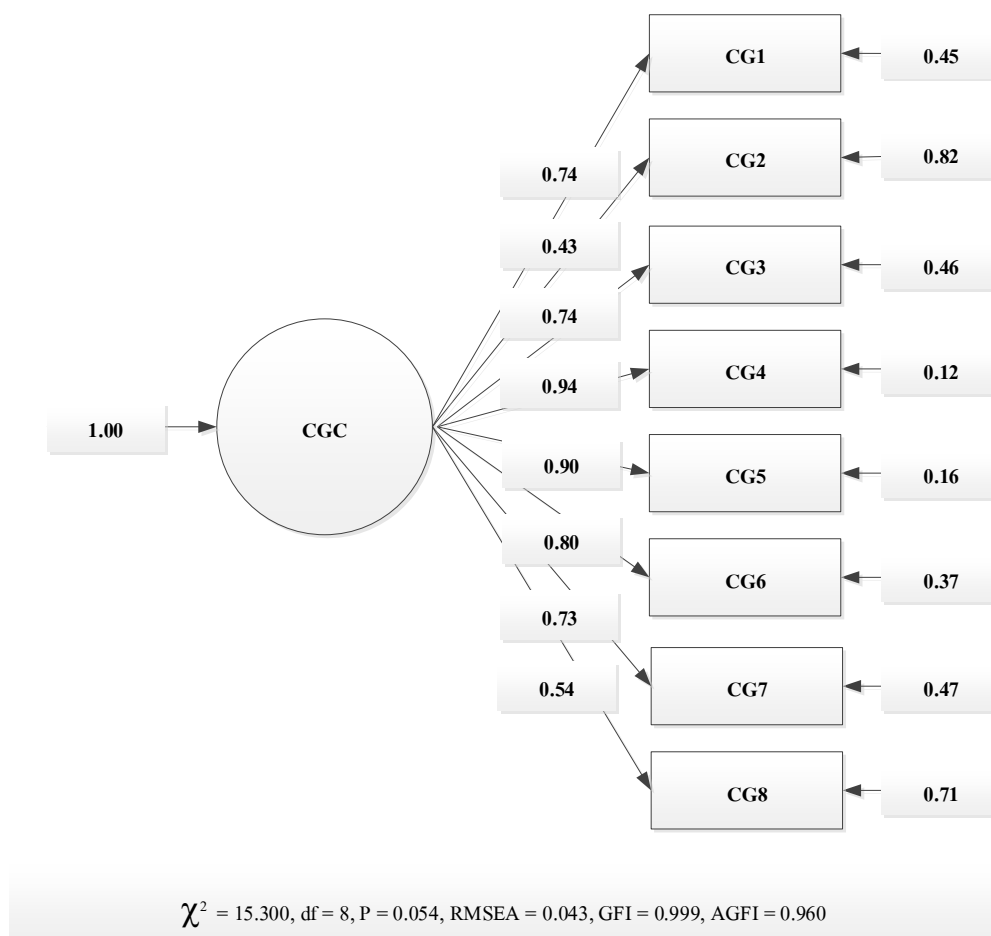 CG1
0.45
0.74
CG2
0.82
0.43
CG3
0.46
0.74
CG4
0.12
0.94
1.00
CGC
0.90
CG5
0.16
0.80
CG6
0.37
0.73
CG7
0.47
0.54
CG8
0.71
χ² = 15.300, df = 8, P = 0.054, RMSEA = 0.043, GFI = 0.999, AGFI = 0.960